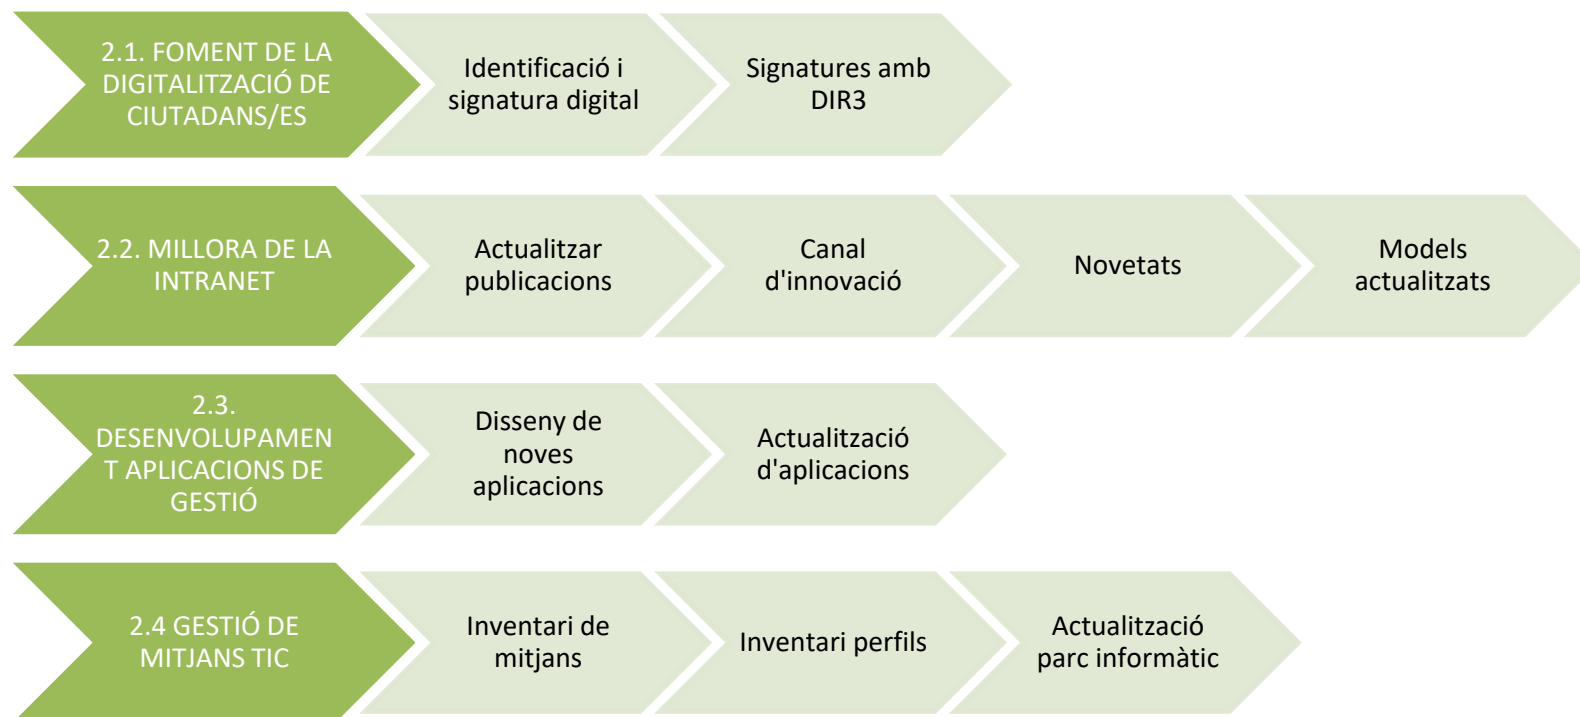 2.1. FOMENT DE LA
DIGITALITZACIÓ DE
CIUTADANS/ES
Identificació i
signatura digital
Signatures amb
DIR3
2.2. MILLORA DE LA
INTRANET
Actualitzar
publicacions
Canal
d'innovació
Novetats
Models
actualitzats
2.3.
DESENVOLUPAMEN
T APLICACIONS DE
GESTIÓ
Disseny de
noves
aplicacions
Actualització
d'aplicacions
2.4 GESTIÓ DE
MITJANS TIC
Inventari de
mitjans
Inventari perfils
Actualització
parc informàtic